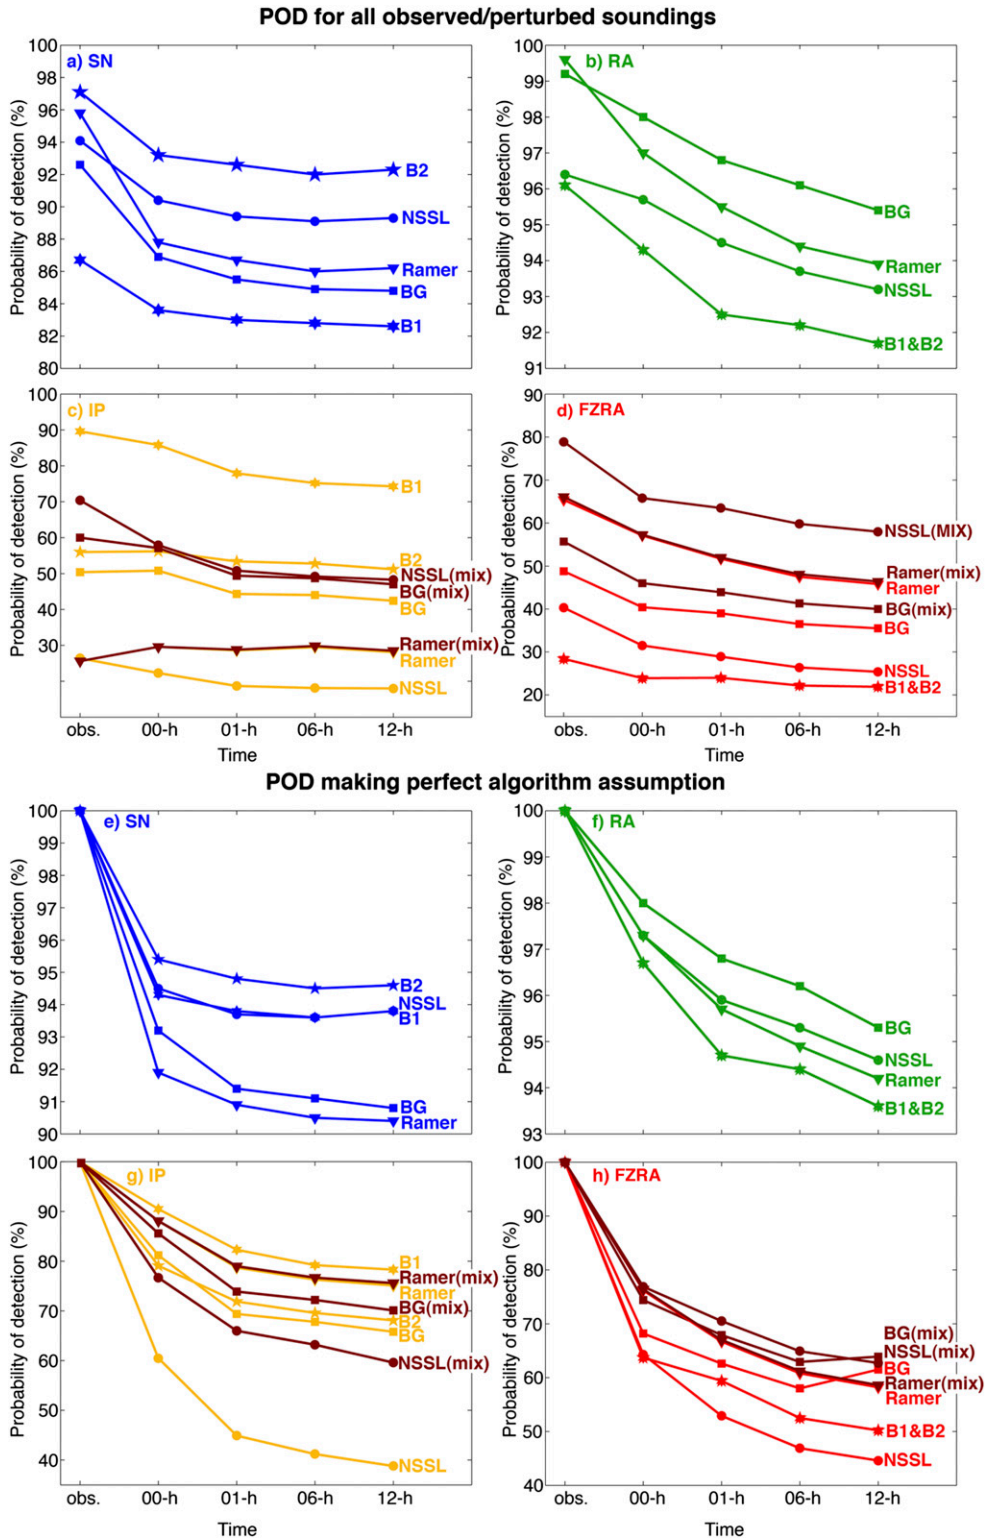 POD for all observed/perturbed soundings
a) SN
Probability of detection (%)
100
98
96
94
92
90
88
86
84
82
80
B2
NSSL
Ramer
BG
B1
b) RA
Probability of detection (%)
100
99
98
97
96
95
94
93
92
91
BG
Ramer
NSSL
B1&B2
c) IP
Probability of detection (%)
100
90
80
70
60
50
40
30
B1
B2
NSSL(mix)
BG(mix)
BG
Ramer(mix)
Ramer
NSSL
obs. 00-h 01-h 06-h 12-h
Time
d) FZRA
Probability of detection (%)
90
80
70
60
50
40
30
20
NSSL(MIX)
Ramer(mix)
Ramer
BG(mix)
BG
NSSL
B1&B2
obs. 00-h 01-h 06-h 12-h
Time
POD making perfect algorithm assumption
e) SN
Probability of detection (%)
100
99
98
97
96
95
94
93
92
91
90
B2
NSSL
B1
BG
Ramer
f) RA
Probability of detection (%)
100
99
98
97
96
95
94
93
BG
NSSL
Ramer
B1&B2
g) IP
Probability of detection (%)
100
90
80
70
60
50
40
B1
Ramer(mix)
Ramer
BG(mix)
B2
BG
NSSL(mix)
NSSL
obs. 00-h 01-h 06-h 12-h
Time
h) FZRA
Probability of detection (%)
100
90
80
70
60
50
40
BG(mix)
NSSL(mix)
BG
Ramer(mix)
Ramer
B1&B2
NSSL
obs. 00-h 01-h 06-h 12-h
Time